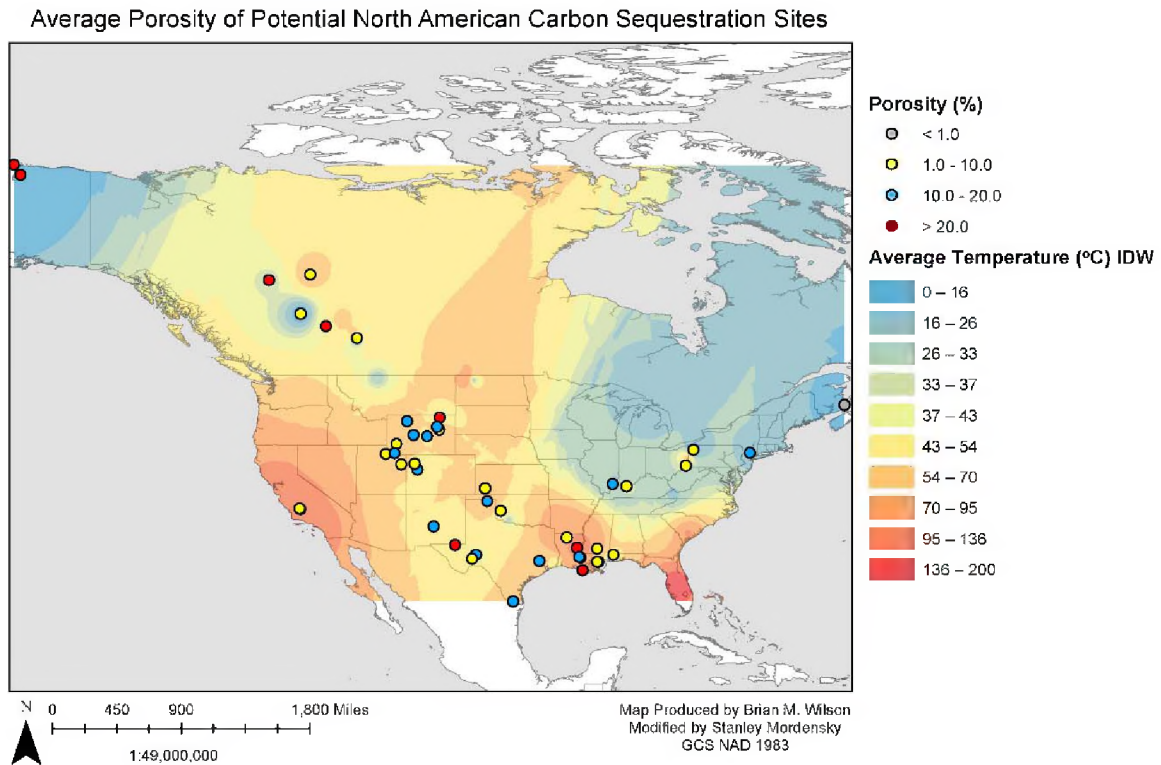 Average Porosity of Potential North American Carbon Sequestration Sites
Porosity (%)
< 1.0
1.0 - 10.0
10.0 - 20.0
> 20.0
Average Temperature (ºC) IDW
0 – 16
16 – 26
26 – 33
33 – 37
37 – 43
43 – 54
54 – 70
70 – 95
95 – 136
136 – 200
N
0 450 900 1,800 Miles
1:49,000,000
Map Produced by Brian M. Wilson
Modified by Stanley Mordensky
GCS NAD 1983